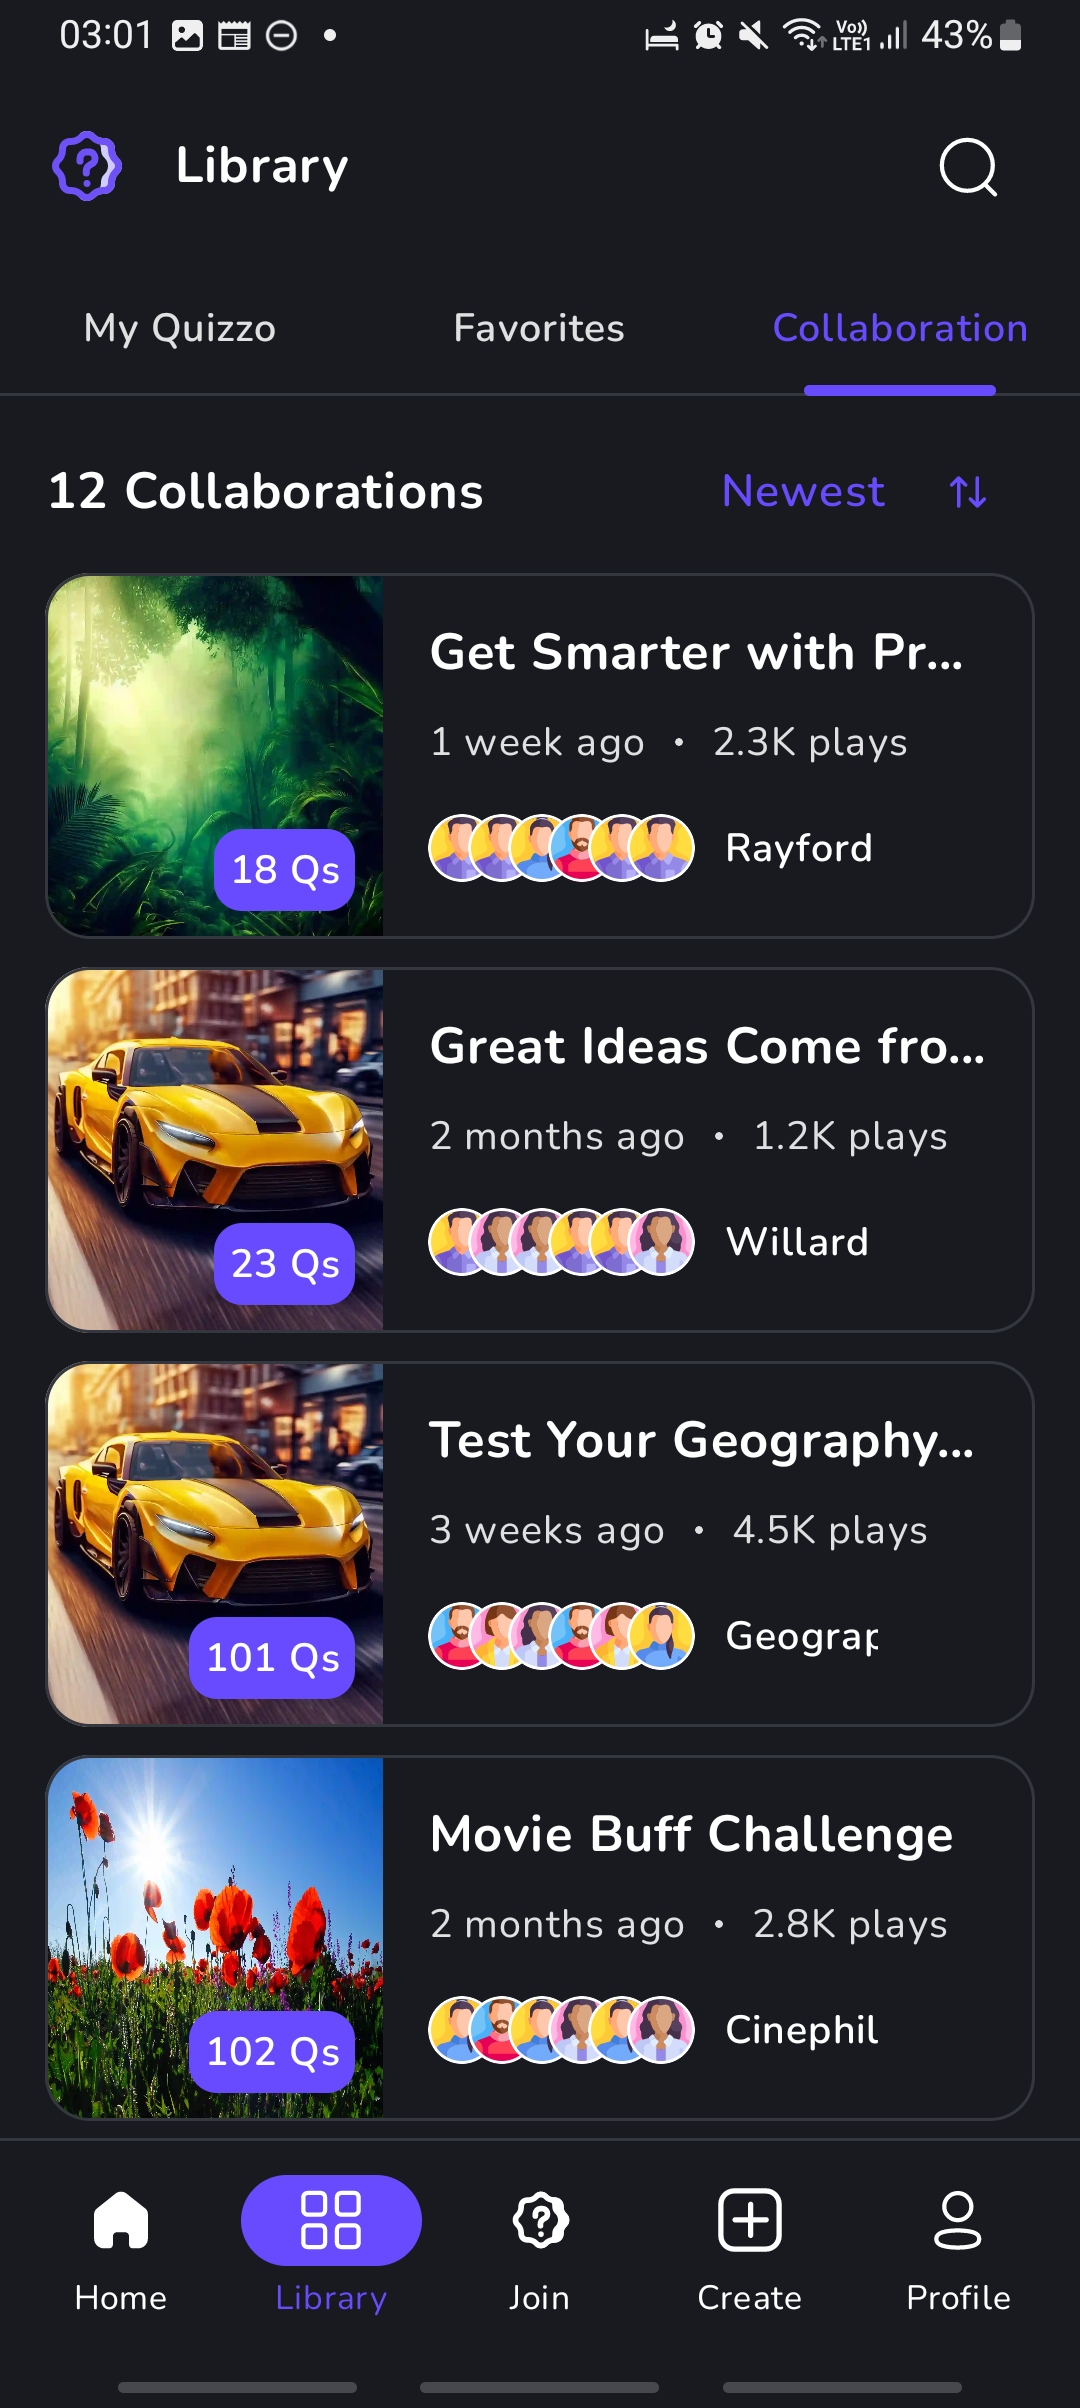 03:01 Vo)) LTE1 43%
? Library
My Quizzo Favorites Collaboration
12 Collaborations Newest
Get Smarter with Pr...
1 week ago • 2.3K plays
18 Qs
Rayford
Great Ideas Come fro...
2 months ago • 1.2K plays
23 Qs
Willard
Test Your Geography...
3 weeks ago • 4.5K plays
101 Qs
Geograp
Movie Buff Challenge
2 months ago • 2.8K plays
102 Qs
Cinephil
Home Library Join Create Profile